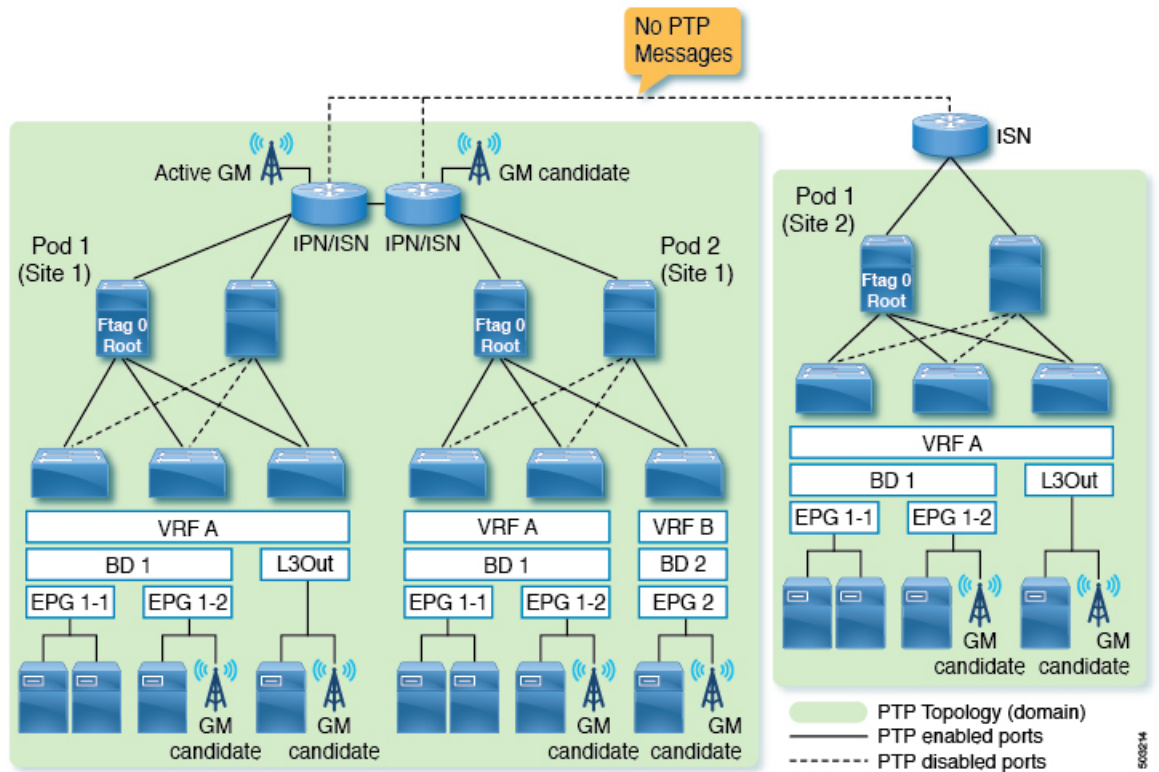 No PTP
Messages
Active GM
GM candidate
ISN
IPN/ISN
IPN/ISN
Pod 1
(Site 1)
Pod 2
(Site 1)
Pod 1
(Site 2)
Ftag 0
Root
Ftag 0
Root
Ftag 0
Root
VRF A
BD 1
L3Out
EPG 1-1
EPG 1-2
GM
candidate
GM
candidate
VRF A
VRF B
BD 1
BD 2
EPG 1-1
EPG 1-2
EPG 2
GM
candidate
GM
candidate
VRF A
BD 1
L3Out
EPG 1-1
EPG 1-2
GM
candidate
GM
candidate
PTP Topology (domain)
PTP enabled ports
PTP disabled ports
503214